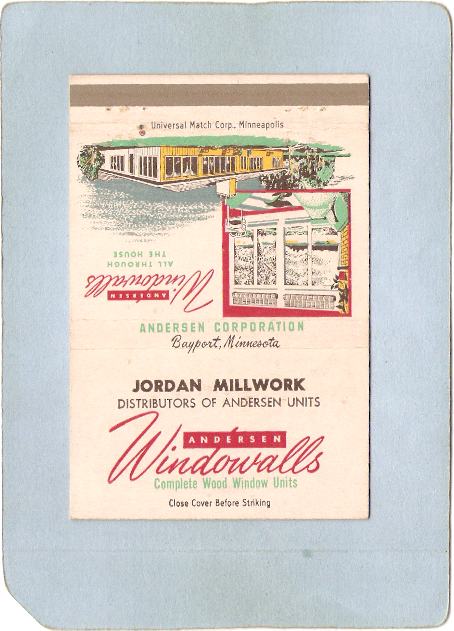 Universal Match Corp., Minneapolis
ANDERSEN
Windowalls
ALL THROUGH
THE HOUSE
ANDERSEN CORPORATION
Bayport, Minnesota
JORDAN MILLWORK
DISTRIBUTORS OF ANDERSEN UNITS
ANDERSEN
Windowalls
Complete Wood Window Units
Close Cover Before Striking